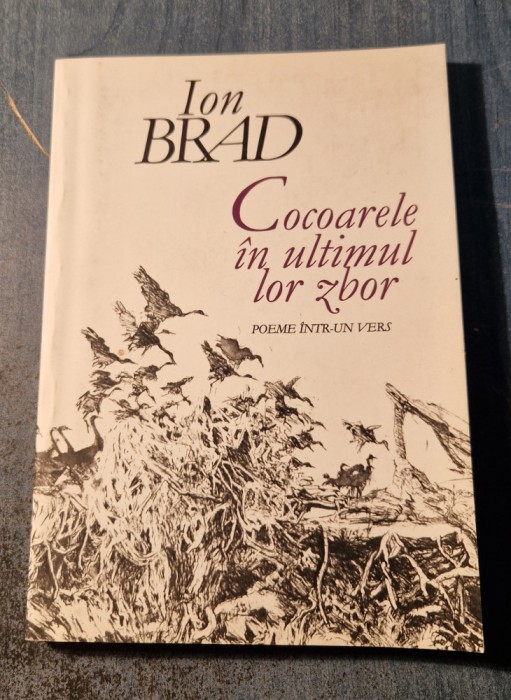 Ion
BRAD
Cocoarele
în ultimul
lor zbor
POEME ÎNTR-UN VERS